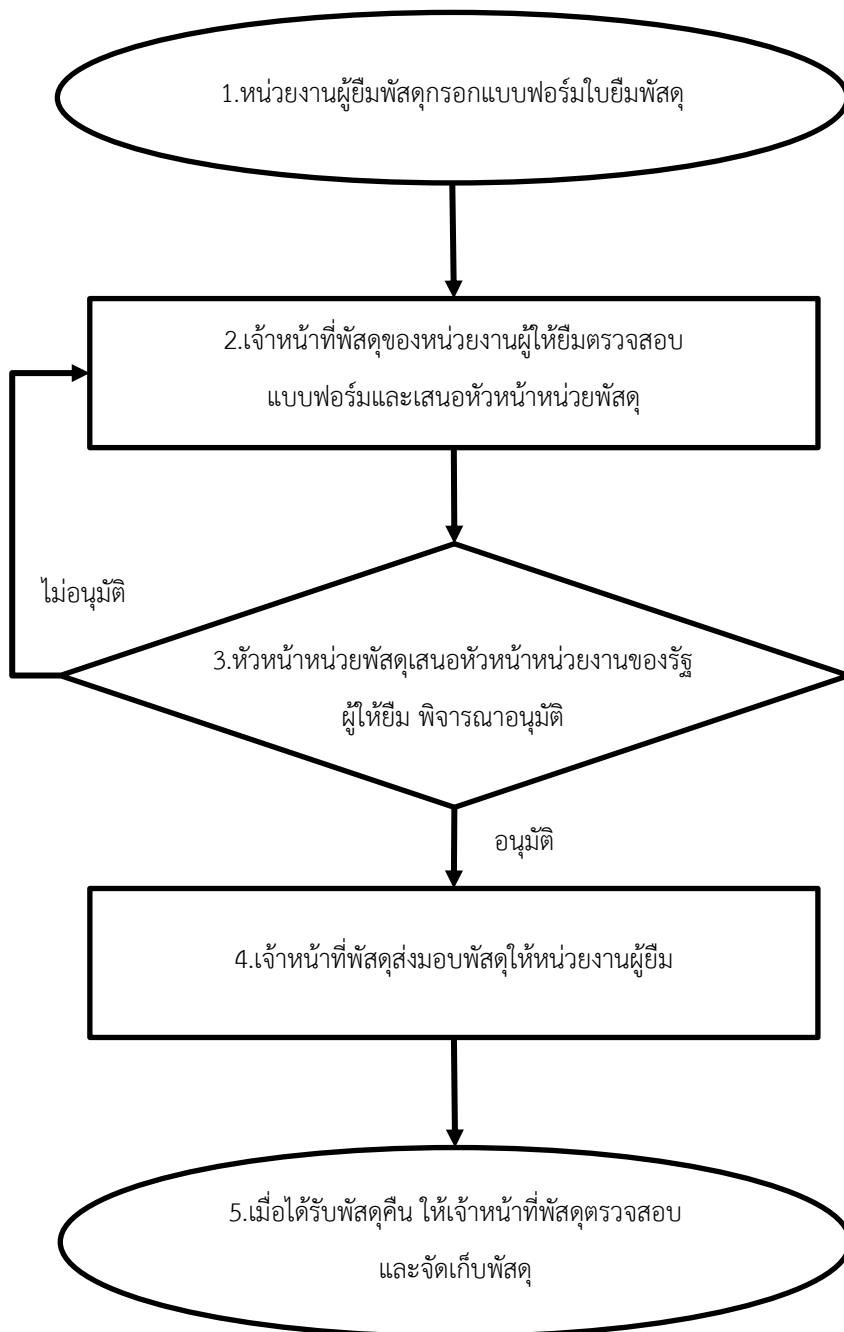 1.หน่วยงานผู้ยืมพัสดุกรอกแบบฟอร์มใบยืมพัสดุ
2.เจ้าหน้าที่พัสดุของหน่วยงานผู้ให้ยืมตรวจสอบ
แบบฟอร์มและเสนอหัวหน้าหน่วยพัสดุ
ไม่อนุมัติ
3.หัวหน้าหน่วยพัสดุเสนอหัวหน้าหน่วยงานของรัฐ
ผู้ให้ยืม พิจารณาอนุมัติ
อนุมัติ
4.เจ้าหน้าที่พัสดุส่งมอบพัสดุให้หน่วยงานผู้ยืม
5.เมื่อได้รับพัสดุคืน ให้เจ้าหน้าที่พัสดุตรวจสอบ
และจัดเก็บพัสดุ